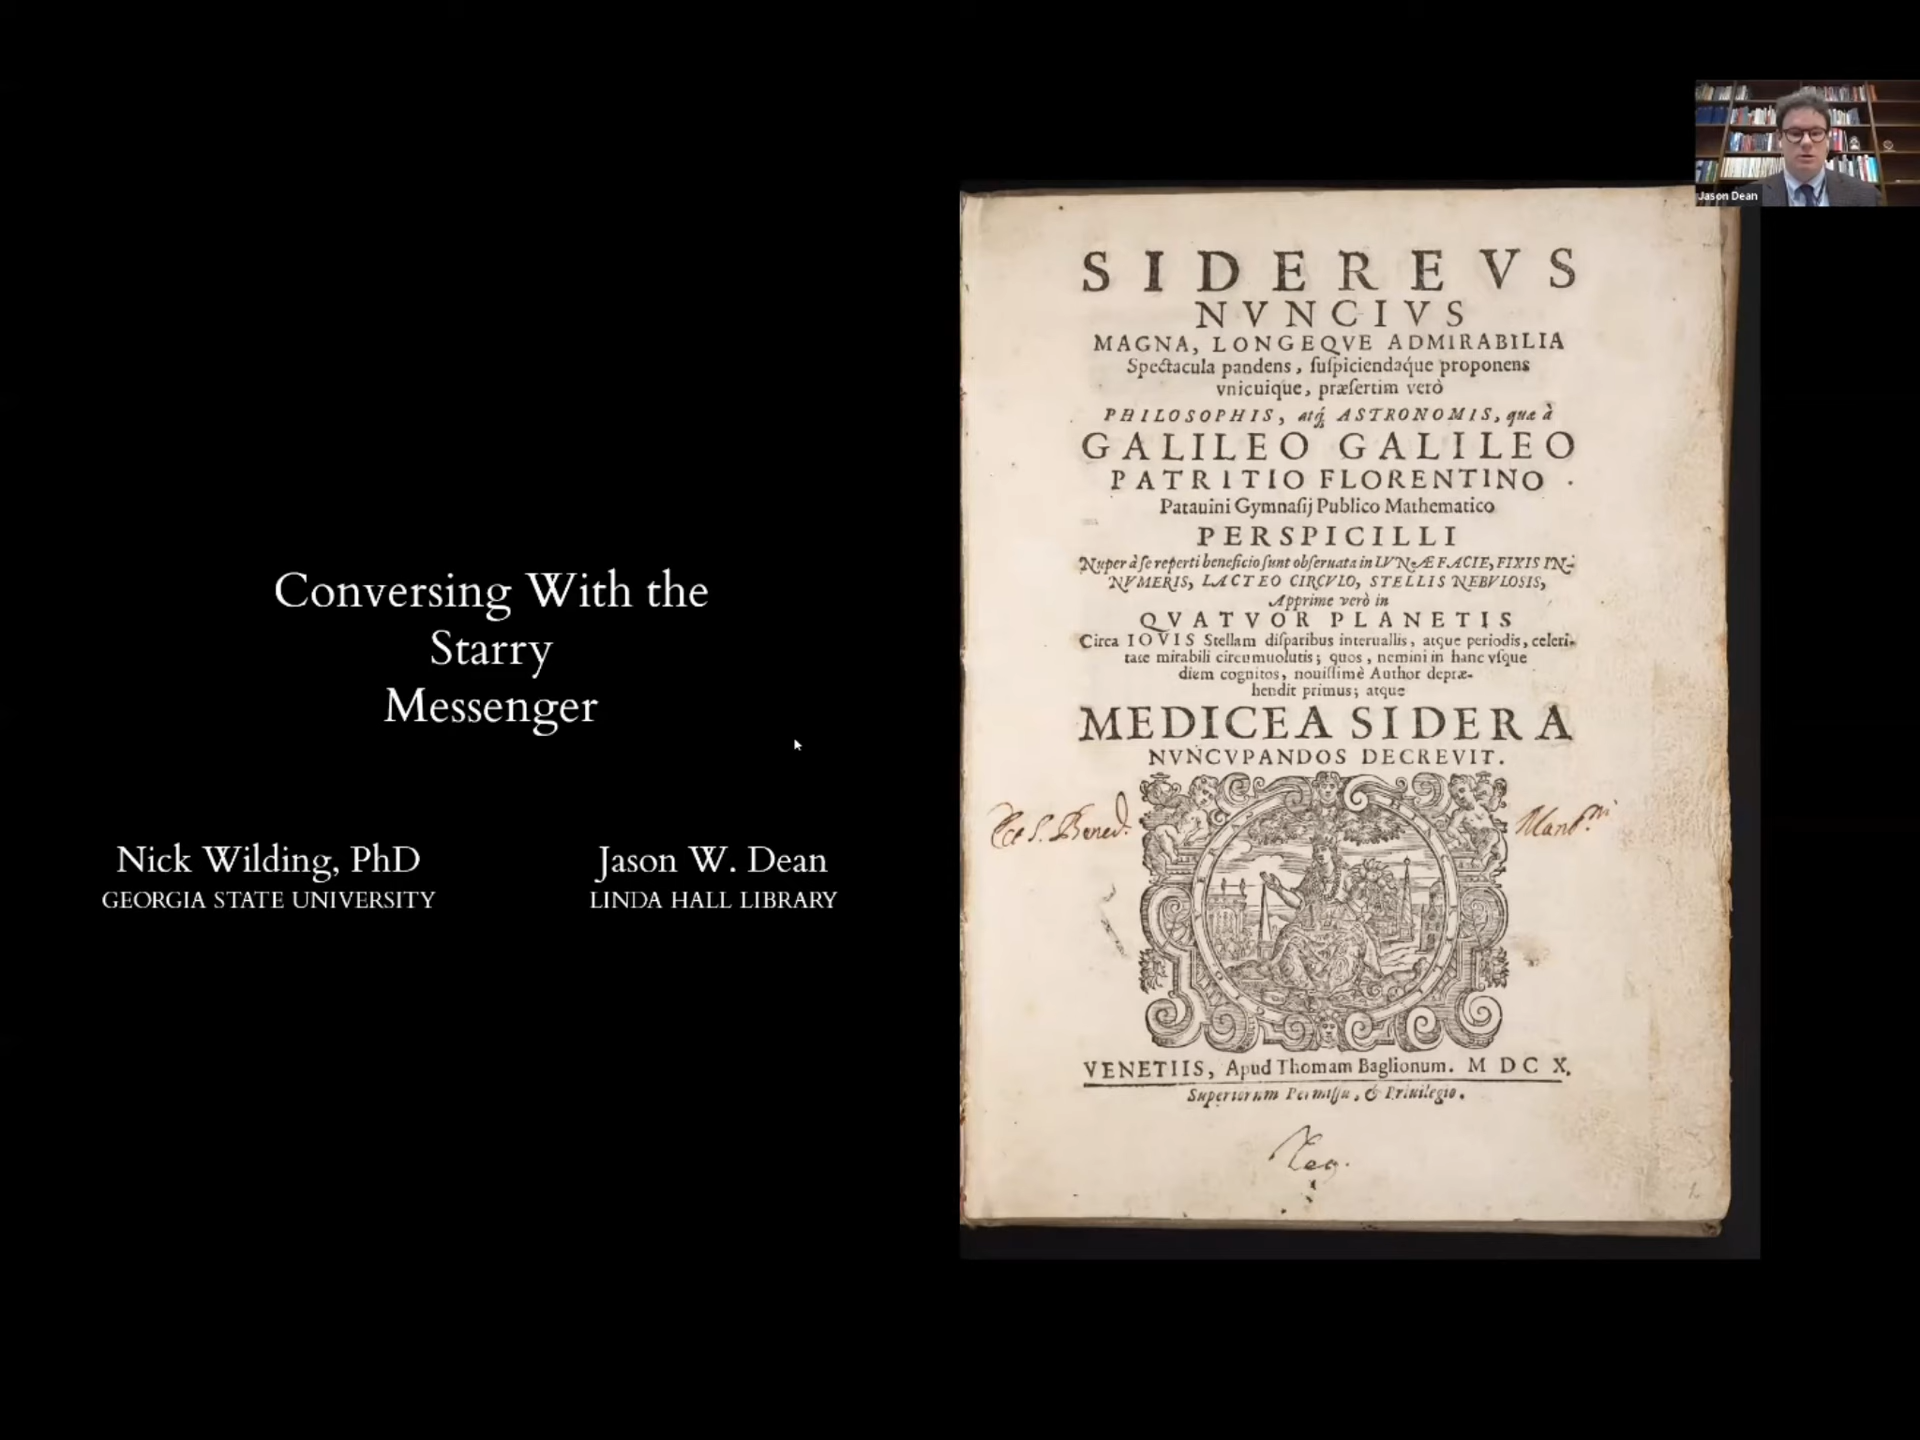 Conversing With the
Starry
Messenger
Nick Wilding, PhD
GEORGIA STATE UNIVERSITY
Jason W. Dean
LINDA HALL LIBRARY
Jason Dean
SIDEREVS
NVNCIVS
MAGNA, LONGEQVE ADMIRABILIA
Spectacula pandens, ſuſpiciendaq́ue proponens
vnicuique, præſertim verò
PHILOSOPHIS, atq́; ASTRONOMIS, quæ à
GALILEO GALILEO
PATRITIO FLORENTINO.
Patauini Gymnaſij Publico Mathematico
PERSPICILLI
Nuper à ſe reperti beneficio ſunt obſeruata in LVNÆ FACIE, FIXIS IN-
NVMERIS, LACTEO CIRCVLO, STELLIS NEBVLOSIS,
Apprime verò in
QVATVOR PLANETIS
Circa IOVIS Stellam diſparibus interuallis, atque periodis, celeri-
tate mirabili circumuolutis; quos, nemini in hanc vſque
diem cognitos, nouiſſimè Author depræ-
hendit primus; atque
MEDICEA SIDERA
NVNCVPANDOS DECREVIT.
S. Bened.
VENETIIS, Apud Thomam Baglionum. M DC X.
Superiorum Permiſſu, & Priuilegio.